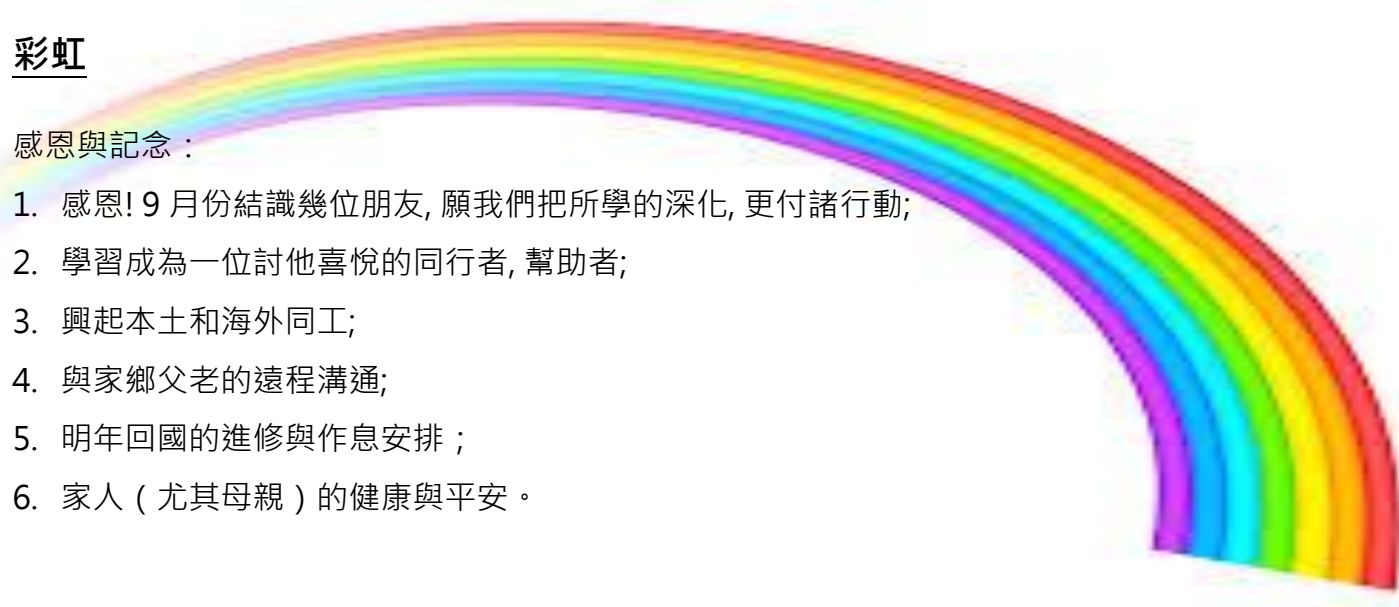 彩虹
感恩與記念：
1. 感恩! 9 月份結識幾位朋友, 願我們把所學的深化, 更付諸行動;
2. 學習成為一位討他喜悅的同行者, 幫助者;
3. 興起本土和海外同工;
4. 與家鄉父老的遠程溝通;
5. 明年回國的進修與作息安排；
6. 家人（尤其母親）的健康與平安。